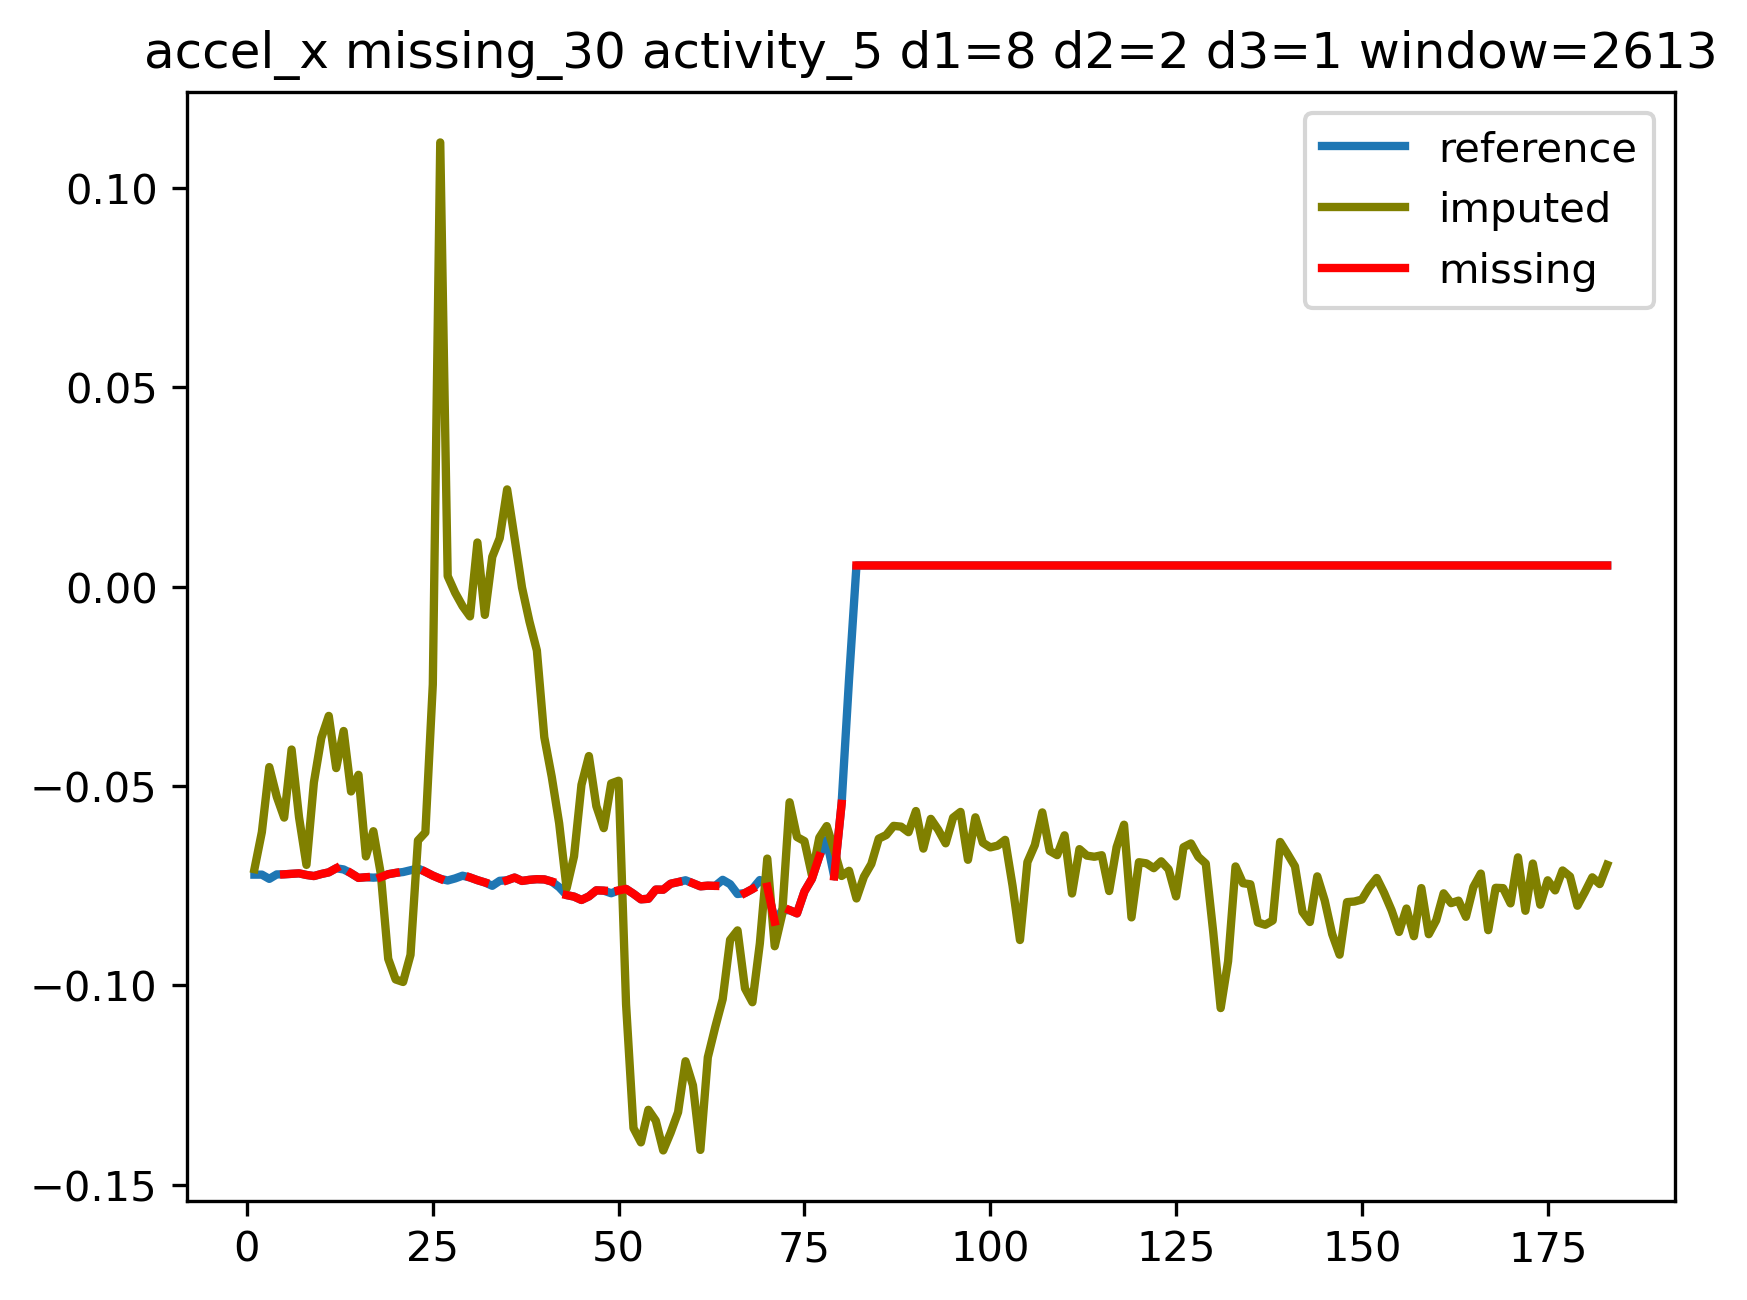 accel_x missing_30 activity_5 d1=8 d2=2 d3=1 window=2613
reference
imputed
missing
0.10
0.05
0.00
−0.05
−0.10
−0.15
0 25 50 75 100 125 150 175